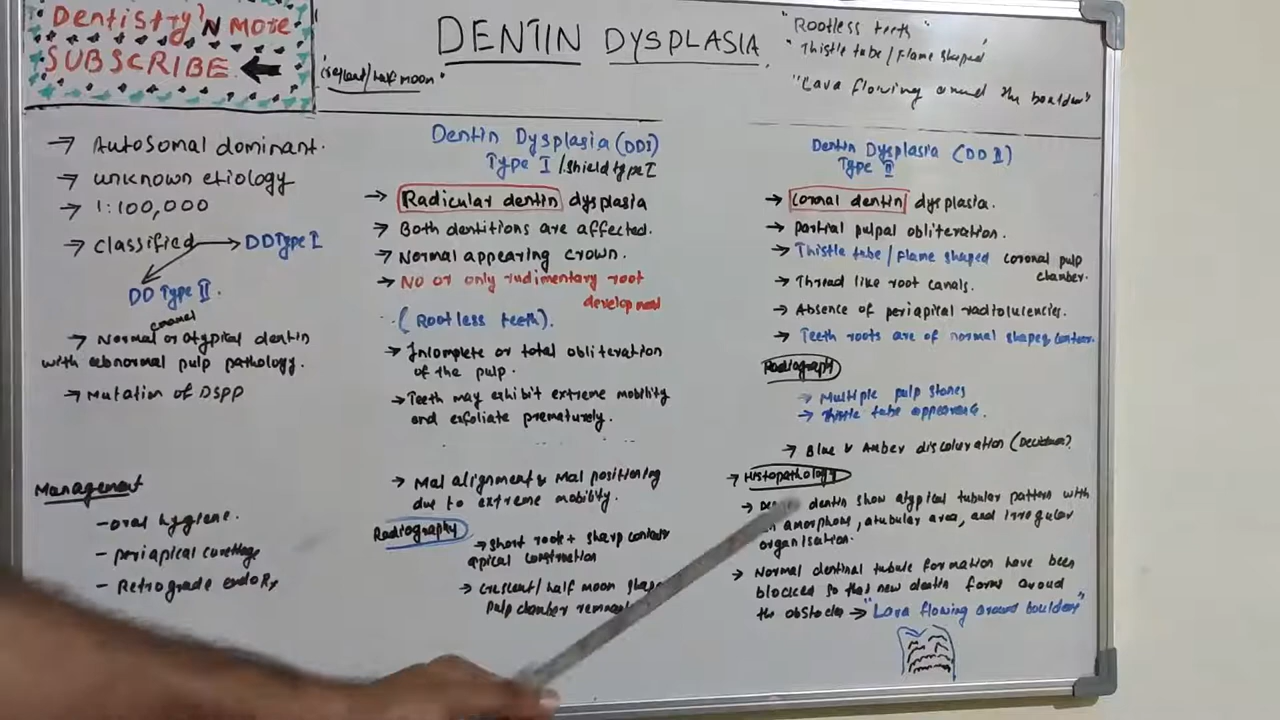 Dentistry'N More
SUBSCRIBE
DENTIN DYSPLASIA
"Rootless teeth"
"Thistle tube/Flame shaped"
"Lava flowing around the boulders"
half moon"
→ Autosomal dominant.
→ unknown etiology
→ 1:100,000
→ classified → DD Type I
DD Type II.
→ Normal enamel or atypical dentin
with abnormal pulp pathology.
→ Mutation of DSPP
Management
- oral hygiene.
- periapical curettage
- Retrograde endo Rx
Dentin Dysplasia (DDI)
Type I / shield type I
→ Radicular dentin dysplasia
→ Both dentitions are affected.
→ Normal appearing crown.
→ No or only rudimentary root
development
(Rootless teeth).
→ Incomplete or total obliteration
of the pulp.
→ Teeth may exhibit extreme mobility
and exfoliate prematurely.
→ Mal alignment & Mal positioning
due to extreme mobility.
Radiography
→ Short root + sharp
apical
→ Crescent/half moon
pulp chamber
Dentin Dysplasia (DD II)
Type II
→ Coronal dentin dysplasia.
→ partial pulpal obliteration.
→ Thistle tube/Flame shaped coronal pulp
chamber.
→ Thread like root canals.
→ Absence of periapical radiolucencies.
→ Teeth roots are of normal shape & contour.
Radiograph
→ Multiple pulp stones
→ Thistle tube appearance.
→ Blue & Amber discoluration (Deciduous)
→ Histopathology
→ dentin show atypical tubular pattern with
amorphous, atubular area, and irregular
organisation.
→ Normal dentinal tubule formation have been
blocked so that new dentin forms around
the obstacles → "Lava flowing around boulders"